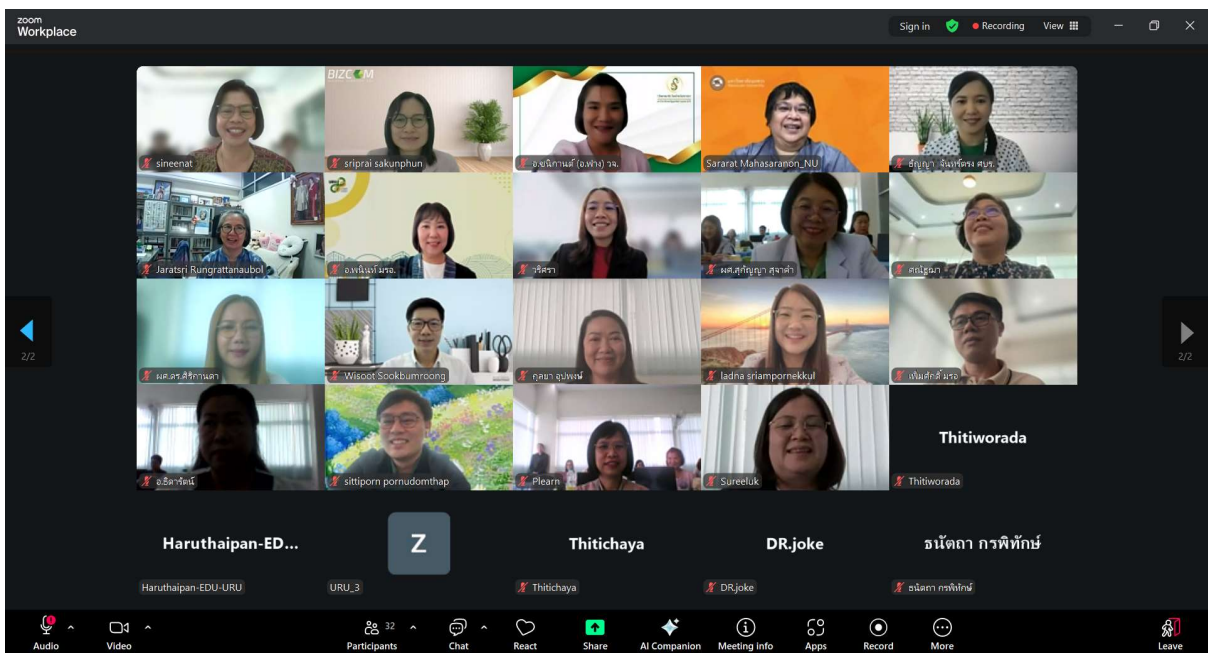 zoom
Workplace
Sign in
Recording
View
BIZCOM
sineenat
sriprai sakunphun
อ.ชนิกานต์ (อ.ฟาง) วจ.
Sararat Mahasaranon_NU
ธัญญา จันทร์ตรง ศบร.
Jaratsri Rungrattanaubol
อ.พนินท์ มรอ.
วริศรา
ผศ.สุกัญญา สุจาคำ
คณัฐฌา
ผศ.ดร.ศิริกานดา
Wisoot Sookbumroong
กุลยา อุปพงษ์
ladna sriampornekkul
เพิ่มศักดิ์ มรอ
2/2
2/2
อ.ธิดารัตน์
sittiporn pornudomthap
Plearn
Sureeluk
Thitiworada
Thitiworada
Haruthaipan-ED...
Z
Thitichaya
DR.joke
ธนัตถา กรพิทักษ์
Haruthaipan-EDU-URU
URU_3
Thitichaya
DR.joke
ธนัตถา กรพิทักษ์
Audio
Video
Participants
32
Chat
React
Share
AI Companion
Meeting info
Apps
Record
More
Leave